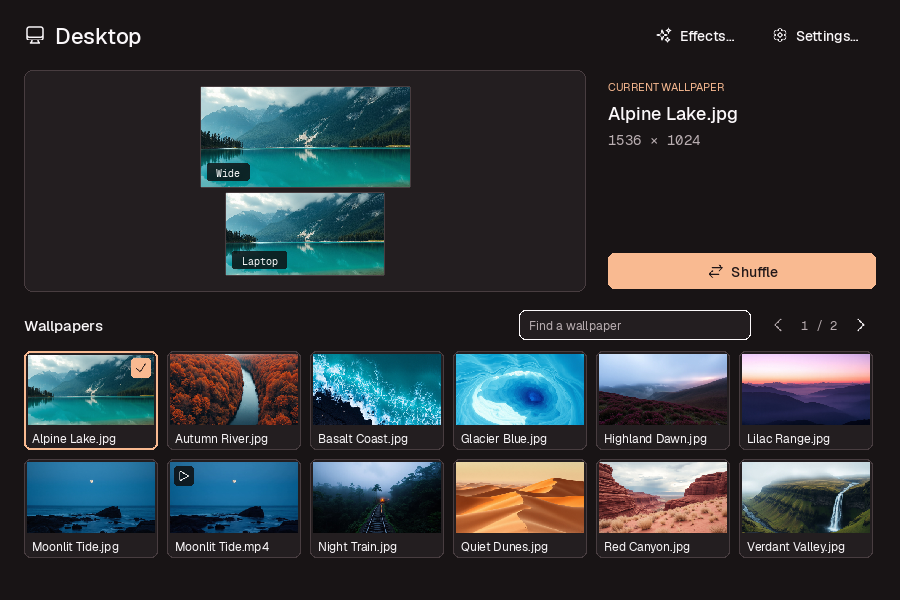 Desktop
Effects...
Settings...
Wide
Laptop
CURRENT WALLPAPER
Alpine Lake.jpg
1536 × 1024
Shuffle
Wallpapers
Find a wallpaper
1 / 2
Alpine Lake.jpg
Autumn River.jpg
Basalt Coast.jpg
Glacier Blue.jpg
Highland Dawn.jpg
Lilac Range.jpg
Moonlit Tide.jpg
Moonlit Tide.mp4
Night Train.jpg
Quiet Dunes.jpg
Red Canyon.jpg
Verdant Valley.jpg